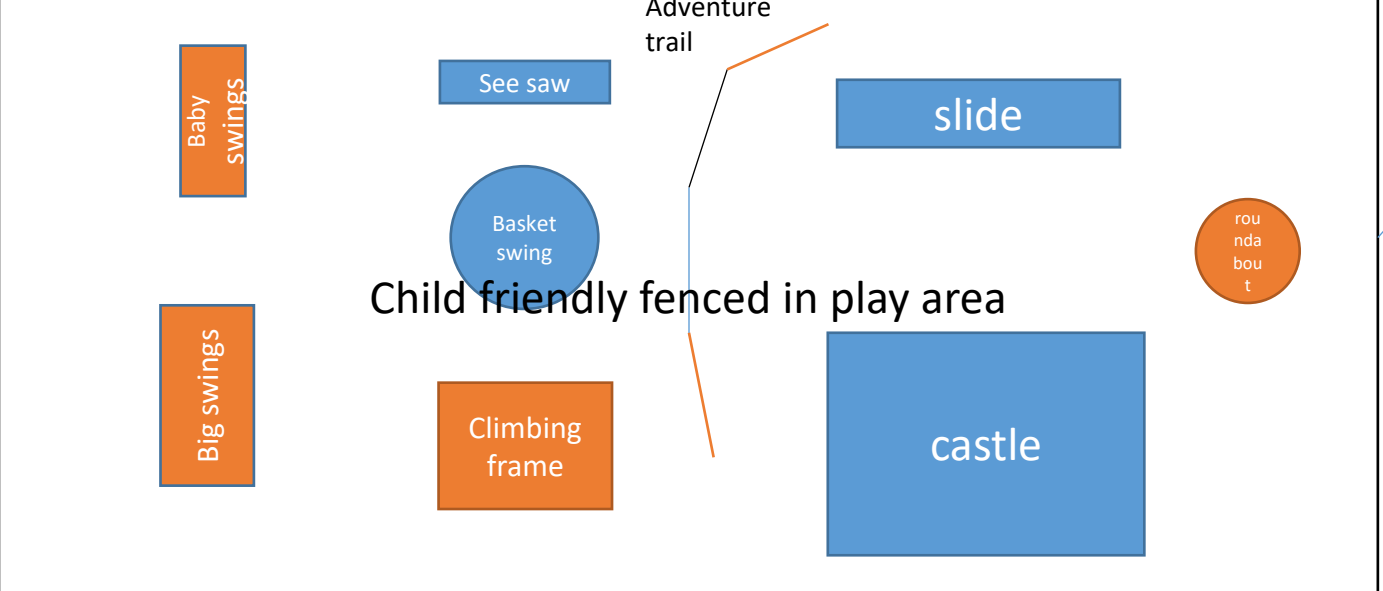 Adventure
trail
Baby
swings
See saw
slide
Basket
swing
rou
nda
bou
t
Child friendly fenced in play area
Big swings
Climbing
frame
castle